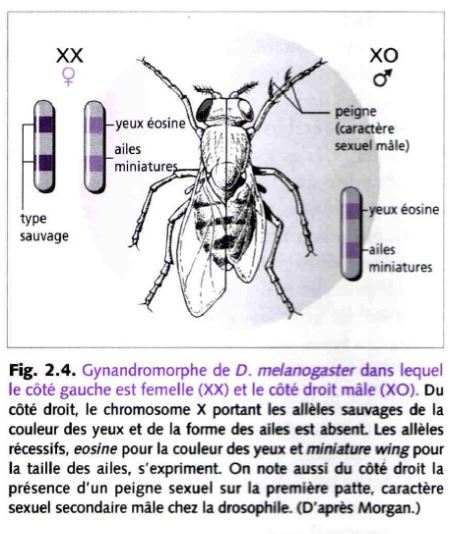 XX
♀
XO
♂
yeux éosine
ailes
miniatures
type
sauvage
peigne
(caractère
sexuel mâle)
yeux éosine
ailes
miniatures
Fig. 2.4. Gynandromorphe de D. melanogaster dans lequel
le côté gauche est femelle (XX) et le côté droit mâle (XO). Du
côté droit, le chromosome X portant les allèles sauvages de la
couleur des yeux et de la forme des ailes est absent. Les allèles
récessifs, eosine pour la couleur des yeux et miniature wing pour
la taille des ailes, s'expriment. On note aussi du côté droit la
présence d'un peigne sexuel sur la première patte, caractère
sexuel secondaire mâle chez la drosophile. (D'après Morgan.)